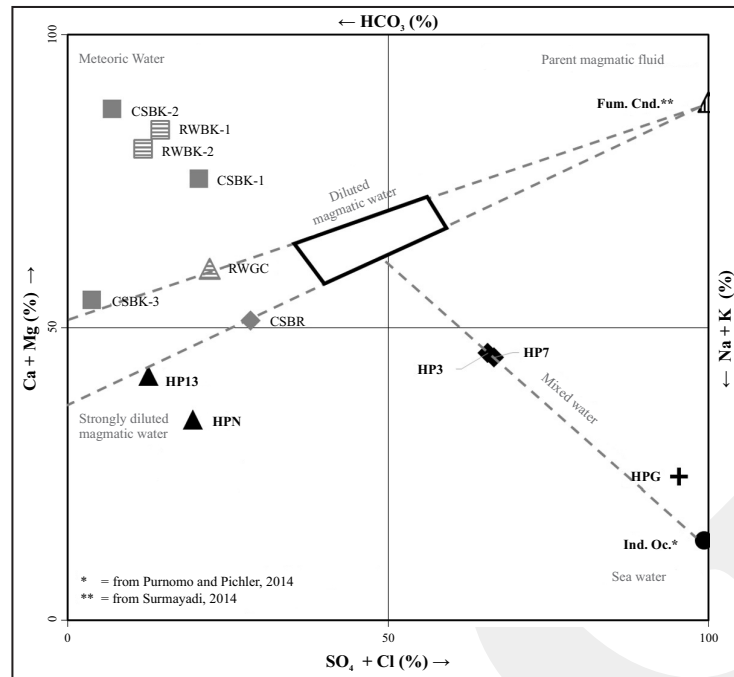 ← HCO₃ (%)
100
Meteoric Water
Parent magmatic fluid
Fum. Cnd.**
CSBK-2
RWBK-1
RWBK-2
CSBK-1
Diluted
magmatic water
RWGC
CSBK-3
CSBR
50
Ca + Mg (%) →
← Na + K (%)
HP3
HP7
HP13
HPN
Mixed water
Strongly diluted
magmatic water
HPG
Ind. Oc.*
Sea water
* = from Purnomo and Pichler, 2014
** = from Surmayadi, 2014
0
0
50
100
SO₄ + Cl (%) →